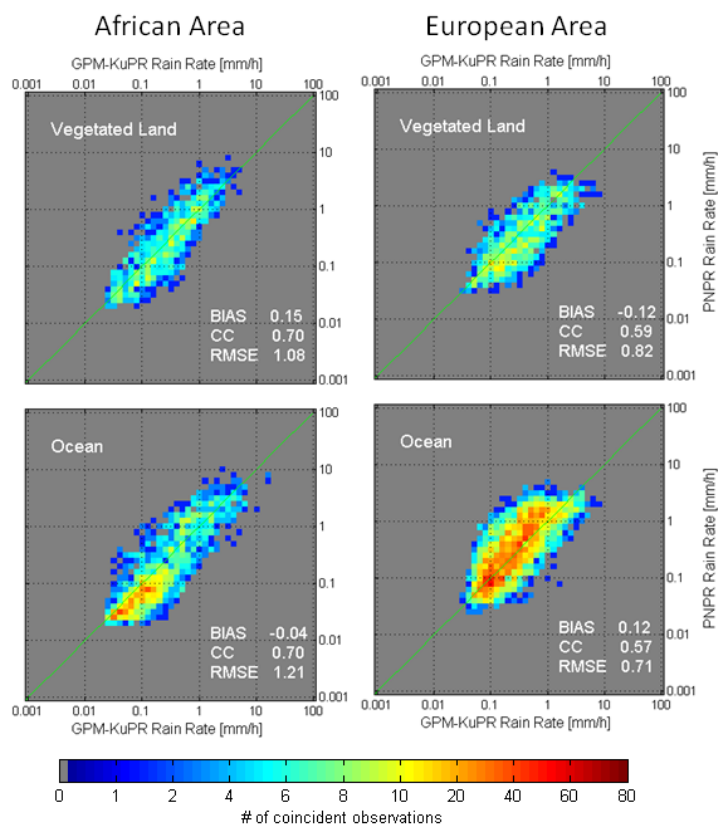 African Area European Area
GPM-KuPR Rain Rate [mm/h] GPM-KuPR Rain Rate [mm/h]
0.001 0.01 0.1 1 10 100 0.001 0.01 0.1 1 10 100
Vegetated Land
100
10
1
0.1
0.01
0.001
BIAS 0.15
CC 0.70
RMSE 1.08
Vegetated Land
100
10
1
0.1
0.01
0.001
PNPR Rain Rate [mm/h]
BIAS -0.12
CC 0.59
RMSE 0.82
Ocean
100
10
1
0.1
0.01
0.001
BIAS -0.04
CC 0.70
RMSE 1.21
Ocean
100
10
1
0.1
0.01
0.001
PNPR Rain Rate [mm/h]
BIAS 0.12
CC 0.57
RMSE 0.71
0.001 0.01 0.1 1 10 100 0.001 0.01 0.1 1 10 100
GPM-KuPR Rain Rate [mm/h] GPM-KuPR Rain Rate [mm/h]
0 1 2 4 6 8 10 20 40 60 80
# of coincident observations